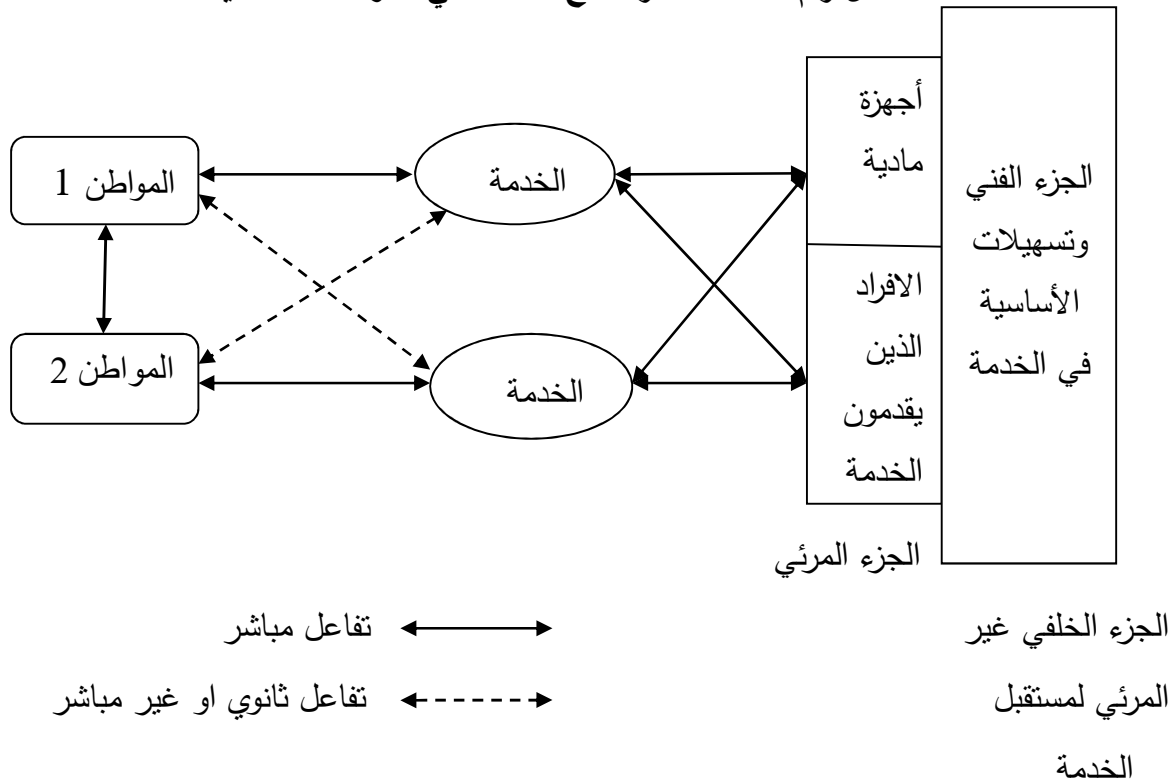 أجهزة
مادية
الجزء الفني
وتسهيلات
الأساسية
في الخدمة
الخدمة
المواطن 1
الافراد
الذين
يقدمون
الخدمة
الخدمة
المواطن 2
الجزء المرئي
الجزء الخلفي غير
المرئي لمستقبل
الخدمة
تفاعل مباشر
تفاعل ثانوي او غير مباشر